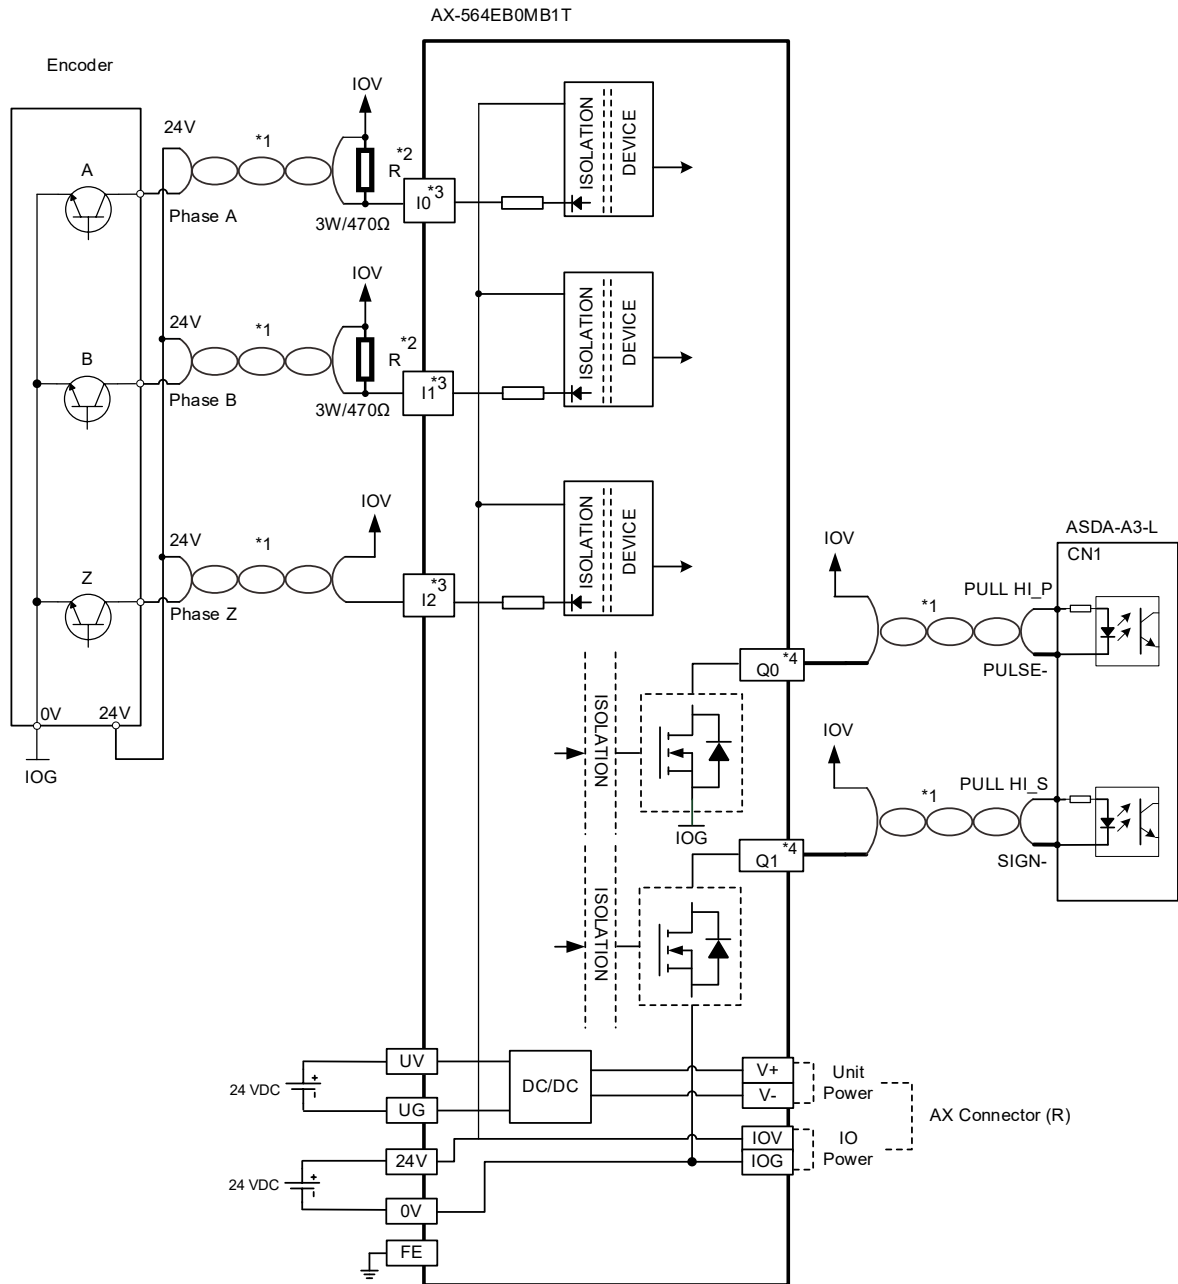 AX-564EB0MB1T
Encoder
IOV
24V
*1
*2
R
A
ISOLATION
DEVICE
I0*3
Phase A
3W/470Ω
IOV
24V
*1
*2
R
B
ISOLATION
DEVICE
I1*3
Phase B
3W/470Ω
IOV
24V
*1
Z
ISOLATION
DEVICE
I2*3
Phase Z
0V
24V
IOG
ASDA-A3-L
CN1
IOV
PULL HI_P
*1
Q0*4
PULSE-
ISOLATION
IOV
PULL HI_S
*1
IOG
Q1*4
SIGN-
ISOLATION
UV
24 VDC
+
-
UG
DC/DC
V+
V-
Unit
Power
AX Connector (R)
IOV
IOG
IO
Power
24V
24 VDC
+
-
0V
FE